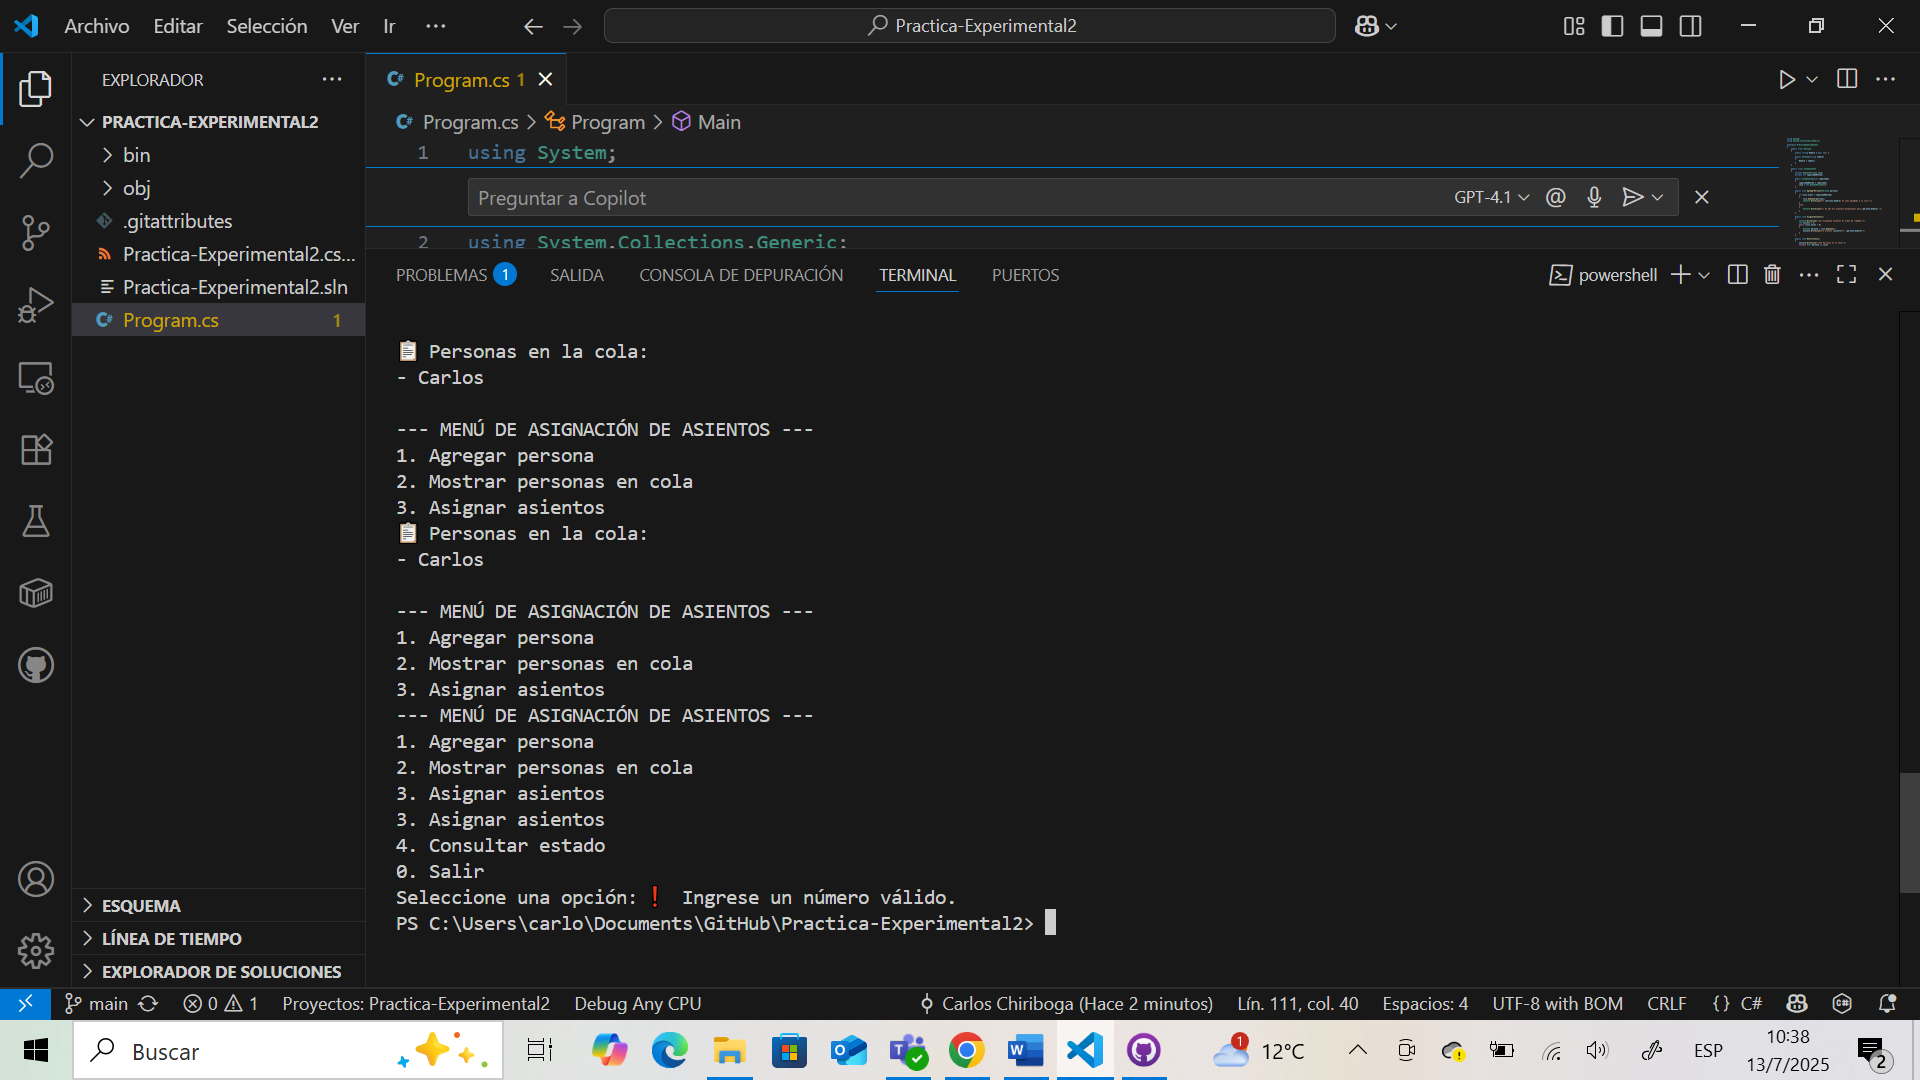 Archivo Editar Selección Ver Ir ···
Practica-Experimental2
EXPLORADOR ···
PRACTICA-EXPERIMENTAL2
bin
obj
.gitattributes
Practica-Experimental2.cs...
Practica-Experimental2.sln
Program.cs 1
ESQUEMA
LÍNEA DE TIEMPO
EXPLORADOR DE SOLUCIONES
Program.cs 1
Program.cs > Program > Main
1 using System;
Preguntar a Copilot GPT-4.1 @
2 using System.Collections.Generic;
PROBLEMAS 1 SALIDA CONSOLA DE DEPURACIÓN TERMINAL PUERTOS powershell
📋 Personas en la cola:
- Carlos
--- MENÚ DE ASIGNACIÓN DE ASIENTOS ---
1. Agregar persona
2. Mostrar personas en cola
3. Asignar asientos
📋 Personas en la cola:
- Carlos
--- MENÚ DE ASIGNACIÓN DE ASIENTOS ---
1. Agregar persona
2. Mostrar personas en cola
3. Asignar asientos
--- MENÚ DE ASIGNACIÓN DE ASIENTOS ---
1. Agregar persona
2. Mostrar personas en cola
3. Asignar asientos
3. Asignar asientos
4. Consultar estado
0. Salir
Seleccione una opción: ❗ Ingrese un número válido.
PS C:\Users\carlo\Documents\GitHub\Practica-Experimental2>
main 0 1 Proyectos: Practica-Experimental2 Debug Any CPU Carlos Chiriboga (Hace 2 minutos) Lín. 111, col. 40 Espacios: 4 UTF-8 with BOM CRLF {} C#
Buscar 1 12°C ESP 10:38
13/7/2025 2